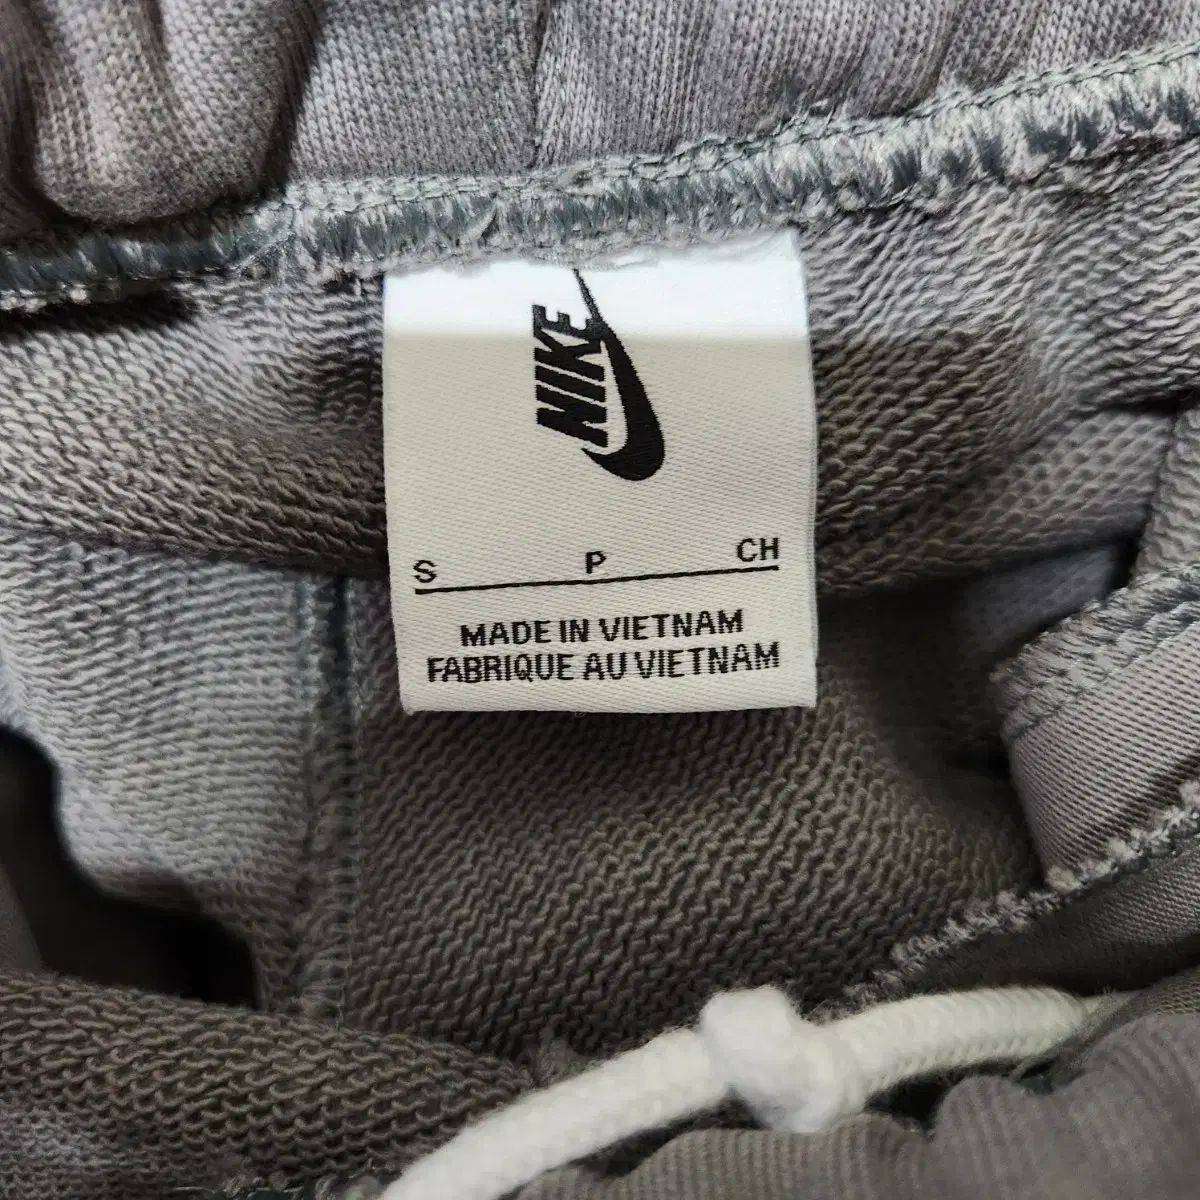 NIKE
S P CH
MADE IN VIETNAM
FABRIQUE AU VIETNAM